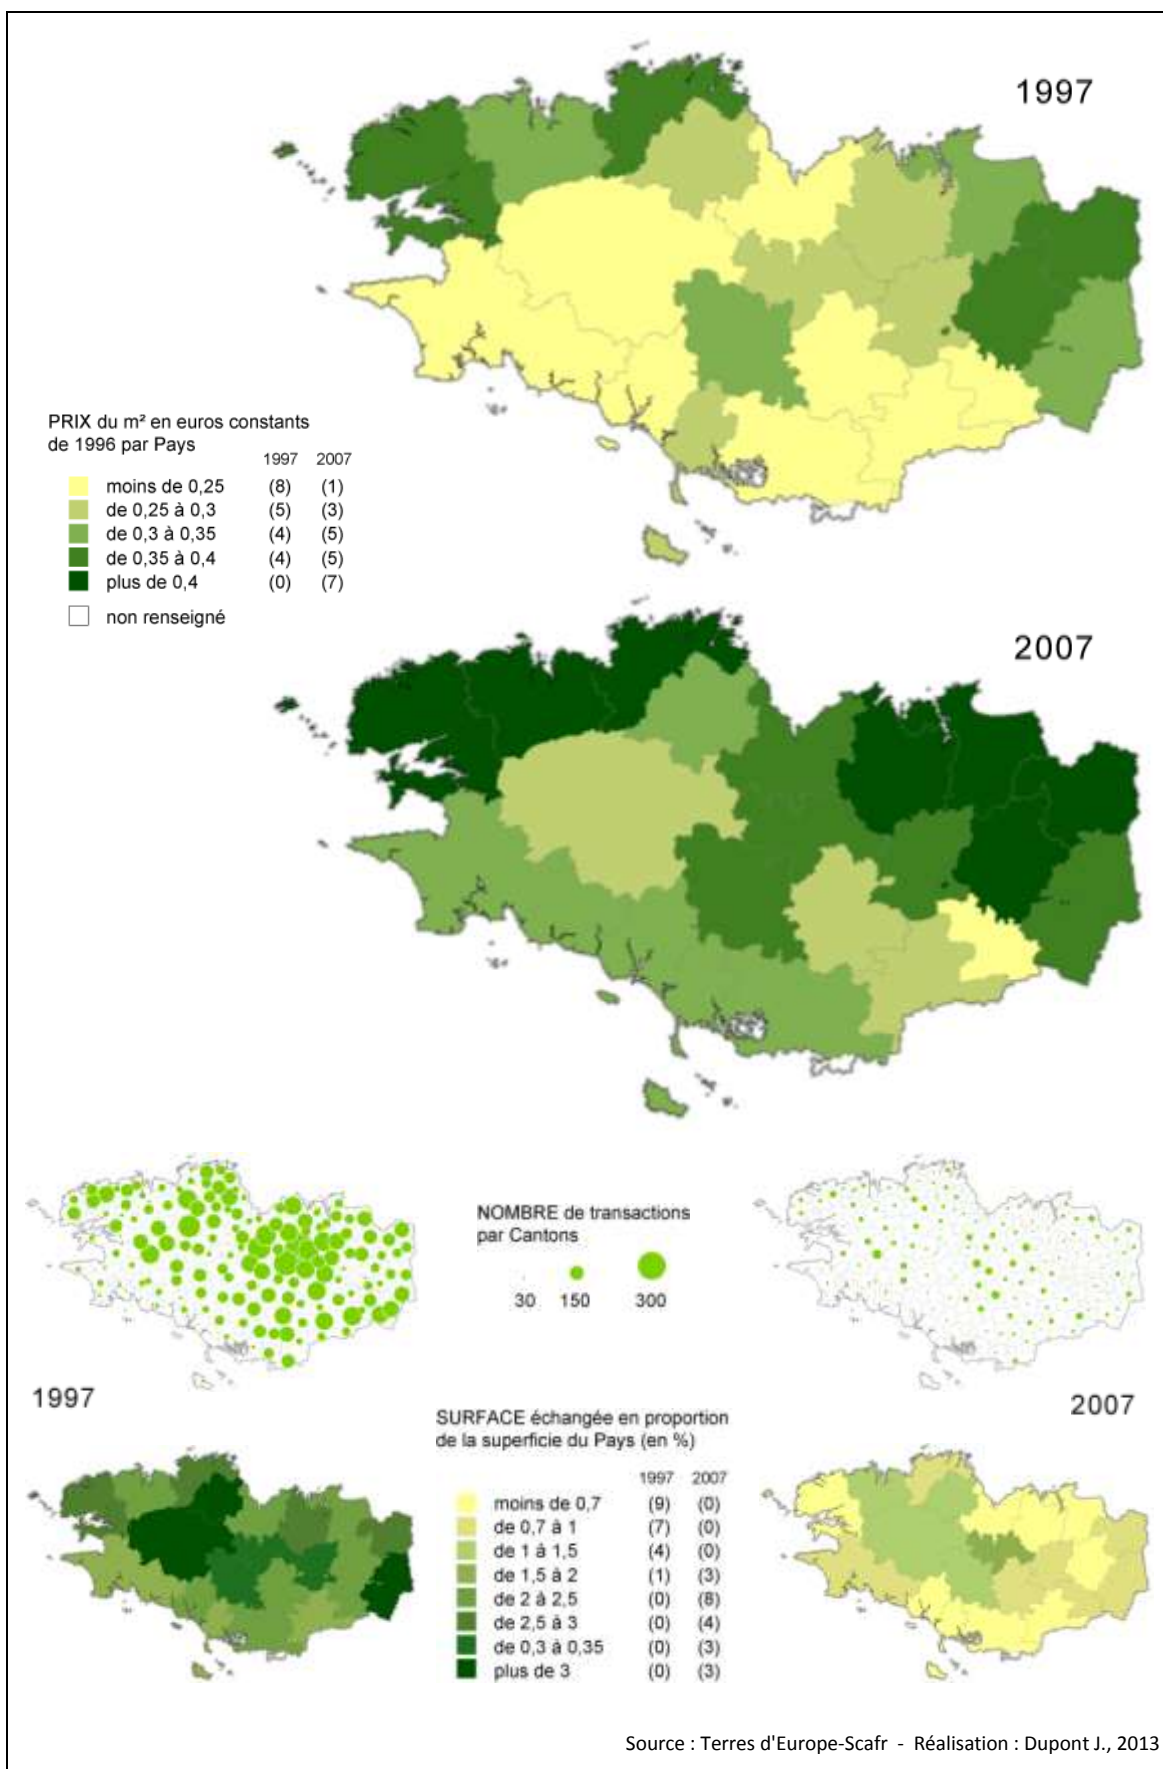 1997
PRIX du m² en euros constants
de 1996 par Pays
1997 2007
moins de 0,25 (8) (1)
de 0,25 à 0,3 (5) (3)
de 0,3 à 0,35 (4) (5)
de 0,35 à 0,4 (4) (5)
plus de 0,4 (0) (7)
non renseigné
2007
NOMBRE de transactions
par Cantons
30 150 300
1997
2007
SURFACE échangée en proportion
de la superficie du Pays (en %)
1997 2007
moins de 0,7 (9) (0)
de 0,7 à 1 (7) (0)
de 1 à 1,5 (4) (0)
de 1,5 à 2 (1) (3)
de 2 à 2,5 (0) (8)
de 2,5 à 3 (0) (4)
de 0,3 à 0,35 (0) (3)
plus de 3 (0) (3)
Source : Terres d'Europe-Scafr - Réalisation : Dupont J., 2013